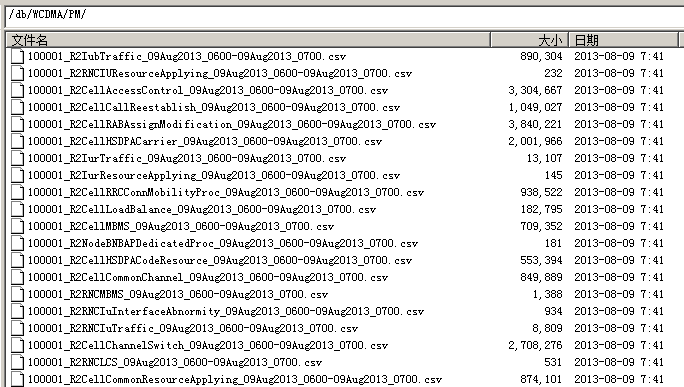 /db/WCDMA/PM/
文件名 大小 日期
100001_R2IubTraffic_09Aug2013_0600-09Aug2013_0700.csv 890,304 2013-08-09 7:41
100001_R2RNCIUResourceApplying_09Aug2013_0600-09Aug2013_0700.csv 232 2013-08-09 7:41
100001_R2CellAccessControl_09Aug2013_0600-09Aug2013_0700.csv 3,304,667 2013-08-09 7:41
100001_R2CellCallReestablish_09Aug2013_0600-09Aug2013_0700.csv 1,049,027 2013-08-09 7:41
100001_R2CellRABAssignModification_09Aug2013_0600-09Aug2013_0700.csv 3,840,221 2013-08-09 7:41
100001_R2CellHSDPACarrier_09Aug2013_0600-09Aug2013_0700.csv 2,001,966 2013-08-09 7:41
100001_R2IurTraffic_09Aug2013_0600-09Aug2013_0700.csv 13,107 2013-08-09 7:41
100001_R2IurResourceApplying_09Aug2013_0600-09Aug2013_0700.csv 145 2013-08-09 7:41
100001_R2CellRRCConnMobilityProc_09Aug2013_0600-09Aug2013_0700.csv 938,522 2013-08-09 7:41
100001_R2CellLoadBalance_09Aug2013_0600-09Aug2013_0700.csv 182,795 2013-08-09 7:41
100001_R2CellMBMS_09Aug2013_0600-09Aug2013_0700.csv 709,352 2013-08-09 7:41
100001_R2NodeBNBAPDedicatedProc_09Aug2013_0600-09Aug2013_0700.csv 181 2013-08-09 7:41
100001_R2CellHSDPACodeResource_09Aug2013_0600-09Aug2013_0700.csv 553,394 2013-08-09 7:41
100001_R2CellCommonChannel_09Aug2013_0600-09Aug2013_0700.csv 849,889 2013-08-09 7:41
100001_R2RNCMBMS_09Aug2013_0600-09Aug2013_0700.csv 1,388 2013-08-09 7:41
100001_R2RNCIuInterfaceAbnormity_09Aug2013_0600-09Aug2013_0700.csv 934 2013-08-09 7:41
100001_R2RNCIuTraffic_09Aug2013_0600-09Aug2013_0700.csv 8,809 2013-08-09 7:41
100001_R2CellChannelSwitch_09Aug2013_0600-09Aug2013_0700.csv 2,708,276 2013-08-09 7:41
100001_R2RNCLCS_09Aug2013_0600-09Aug2013_0700.csv 531 2013-08-09 7:41
100001_R2CellCommonResourceApplying_09Aug2013_0600-09Aug2013_0700.csv 874,101 2013-08-09 7:41